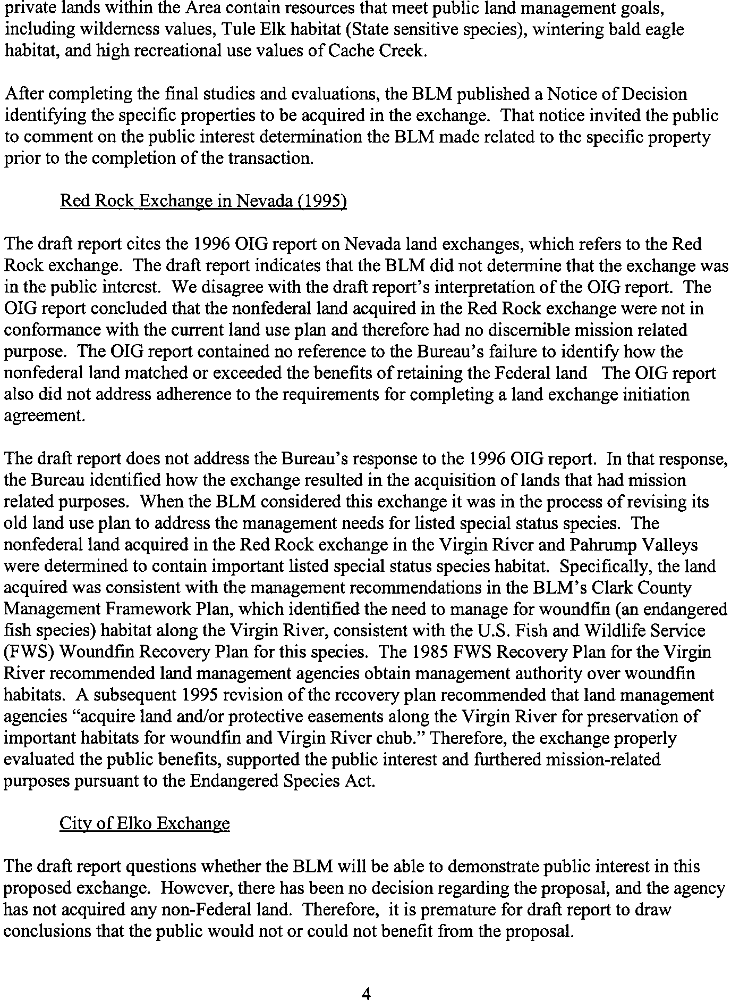 private lands within the Area contain resources that meet public land management goals,
including wilderness values, Tule Elk habitat (State sensitive species), wintering bald eagle
habitat, and high recreational use values of Cache Creek.
After completing the final studies and evaluations, the BLM published a Notice of Decision
identifying the specific properties to be acquired in the exchange.  That notice invited the public
to comment on the public interest determination the BLM made related to the specific property
prior to the completion of the transaction.
Red Rock Exchange in Nevada (1995)
The draft report cites the 1996 OIG report on Nevada land exchanges, which refers to the Red
Rock exchange.  The draft report indicates that the BLM did not determine that the exchange was
in the public interest.  We disagree with the draft report's interpretation of the OIG report.  The
OIG report concluded that the nonfederal land acquired in the Red Rock exchange were not in
conformance with the current land use plan and therefore had no discernible mission related
purpose.  The OIG report contained no reference to the Bureau's failure to identify how the
nonfederal land matched or exceeded the benefits of retaining the Federal land   The OIG report
also did not address adherence to the requirements for completing a land exchange initiation
agreement.
The draft report does not address the Bureau's response to the 1996 OIG report.  In that response,
the Bureau identified how the exchange resulted in the acquisition of lands that had mission
related purposes.  When the BLM considered this exchange it was in the process of revising its
old land use plan to address the management needs for listed special status species.  The
nonfederal land acquired in the Red Rock exchange in the Virgin River and Pahrump Valleys
were determined to contain important listed special status species habitat.  Specifically, the land
acquired was consistent with the management recommendations in the BLM's Clark County
Management Framework Plan, which identified the need to manage for woundfin (an endangered
fish species) habitat along the Virgin River, consistent with the U.S. Fish and Wildlife Service
(FWS) Woundfin Recovery Plan for this species.  The 1985 FWS Recovery Plan for the Virgin
River recommended land management agencies obtain management authority over woundfin
habitats.  A subsequent 1995 revision of the recovery plan recommended that land management
agencies “acquire land and/or protective easements along the Virgin River for preservation of
important habitats for woundfin and Virgin River chub.” Therefore, the exchange properly
evaluated the public benefits, supported the public interest and furthered mission-related
purposes pursuant to the Endangered Species Act.
City of Elko Exchange
The draft report questions whether the BLM will be able to demonstrate public interest in this
proposed exchange.  However, there has been no decision regarding the proposal, and the agency
has not acquired any non-Federal land.  Therefore,  it is premature for draft report to draw
conclusions that the public would not or could not benefit from the proposal.
4